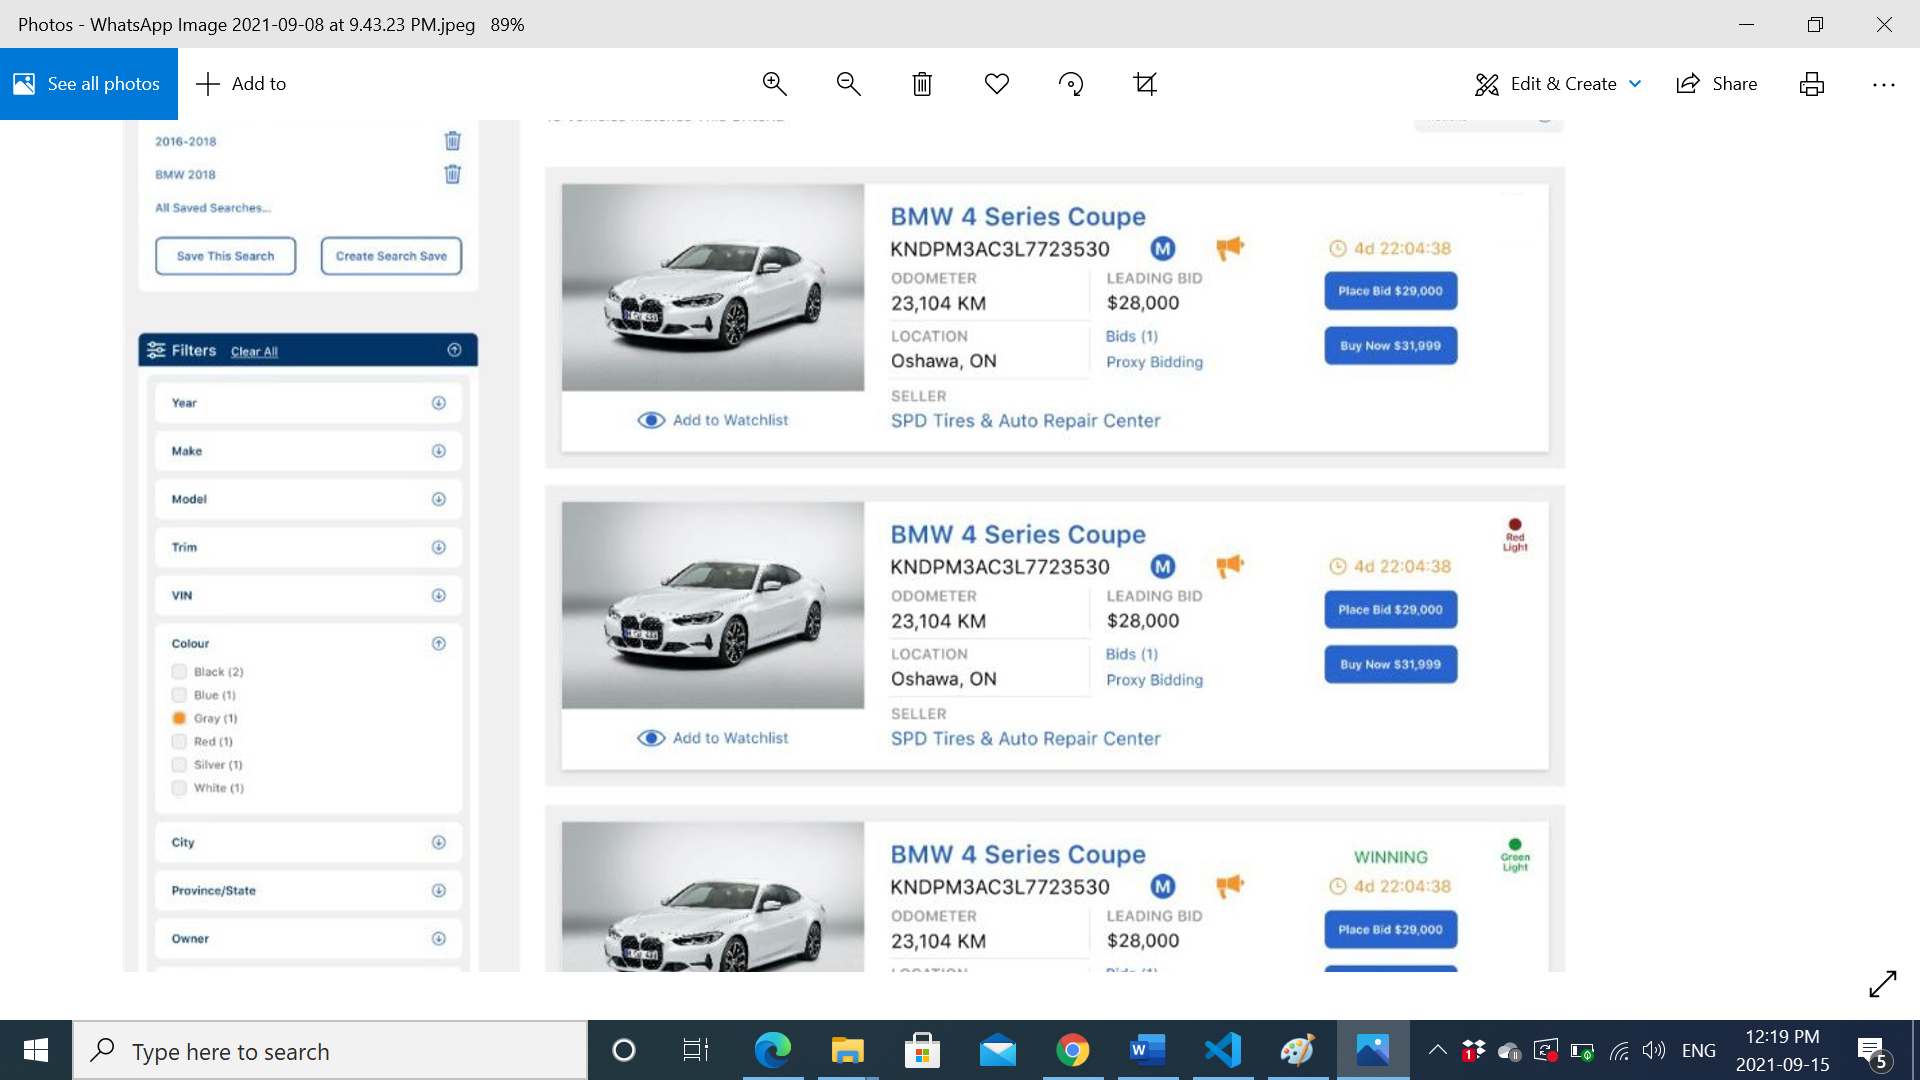 Photos - WhatsApp Image 2021-09-08 at 9.43.23 PM.jpeg 89%
See all photos
Add to
Edit & Create
Share
2016-2018
BMW 2018
All Saved Searches...
Save This Search
Create Search Save
Filters Clear All
Year
Make
Model
Trim
VIN
Colour
Black (2)
Blue (1)
Gray (1)
Red (1)
Silver (1)
White (1)
City
Province/State
Owner
BMW 4 Series Coupe
KNDPM3AC3L7723530 M
4d 22:04:38
ODOMETER
23,104 KM
LEADING BID
$28,000
Place Bid $29,000
LOCATION
Oshawa, ON
Bids (1)
Proxy Bidding
Buy Now $31,999
SELLER
SPD Tires & Auto Repair Center
Add to Watchlist
BMW 4 Series Coupe
Red
Light
KNDPM3AC3L7723530 M
4d 22:04:38
ODOMETER
23,104 KM
LEADING BID
$28,000
Place Bid $29,000
LOCATION
Oshawa, ON
Bids (1)
Proxy Bidding
Buy Now $31,999
SELLER
SPD Tires & Auto Repair Center
Add to Watchlist
BMW 4 Series Coupe
WINNING
Green
Light
KNDPM3AC3L7723530 M
4d 22:04:38
ODOMETER
23,104 KM
LEADING BID
$28,000
Place Bid $29,000
LOCATION
Bids (1)
Type here to search
W
1
ENG
12:19 PM
2021-09-15
5